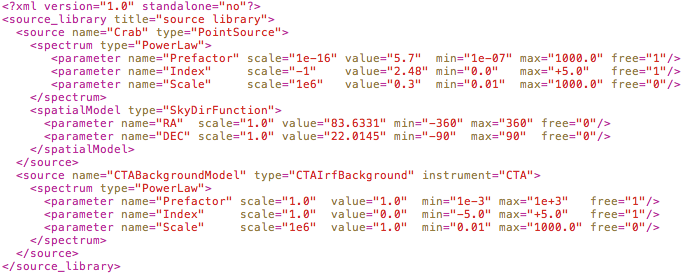 <?xml version="1.0" standalone="no"?>
<source_library title="source library">
  <source name="Crab" type="PointSource">
    <spectrum type="PowerLaw">
       <parameter name="Prefactor" scale="1e-16" value="5.7"  min="1e-07" max="1000.0" free="1"/>
       <parameter name="Index"     scale="-1"    value="2.48" min="0.0"   max="+5.0"   free="1"/>
       <parameter name="Scale"     scale="1e6"   value="0.3"  min="0.01"  max="1000.0" free="0"/>
    </spectrum>
    <spatialModel type="SkyDirFunction">
      <parameter name="RA"  scale="1.0" value="83.6331" min="-360" max="360" free="0"/>
      <parameter name="DEC" scale="1.0" value="22.0145" min="-90"  max="90"  free="0"/>
    </spatialModel>
  </source>
  <source name="CTABackgroundModel" type="CTAIrfBackground" instrument="CTA">
    <spectrum type="PowerLaw">
      <parameter name="Prefactor" scale="1.0"  value="1.0"  min="1e-3" max="1e+3"   free="1"/>
      <parameter name="Index"     scale="1.0"  value="0.0"  min="-5.0" max="+5.0"   free="1"/>
      <parameter name="Scale"     scale="1e6"  value="1.0"  min="0.01" max="1000.0" free="0"/>
    </spectrum>
  </source>
</source_library>